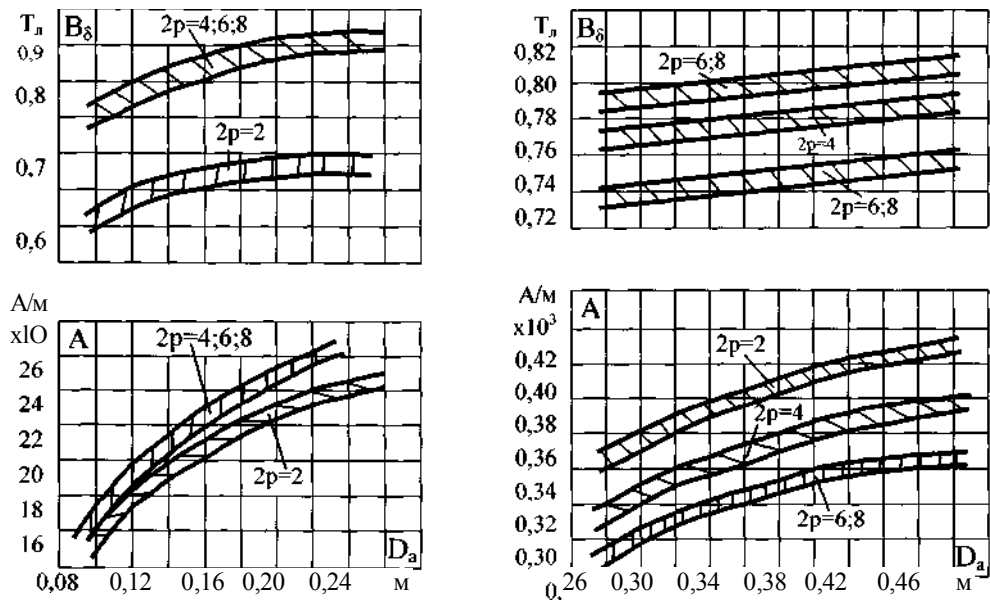 Тл
Bδ
0,9
0,8
0,7
0,6
2p=4;6;8
2p=2
Тл
Bδ
0,82
0,80
0,78
0,76
0,74
0,72
2p=6;8
2p=4
2p=6;8
А/м
х10
A
26
24
22
20
18
16
2p=4;6;8
2p=2
Da
0,08 0,12 0,16 0,20 0,24 м
А/м
х10³
A
0,42
0,40
0,38
0,36
0,34
0,32
0,30
2p=2
2p=4
2p=6;8
Da
0,
26 0,30 0,34 0,38 0,42 0,46 м